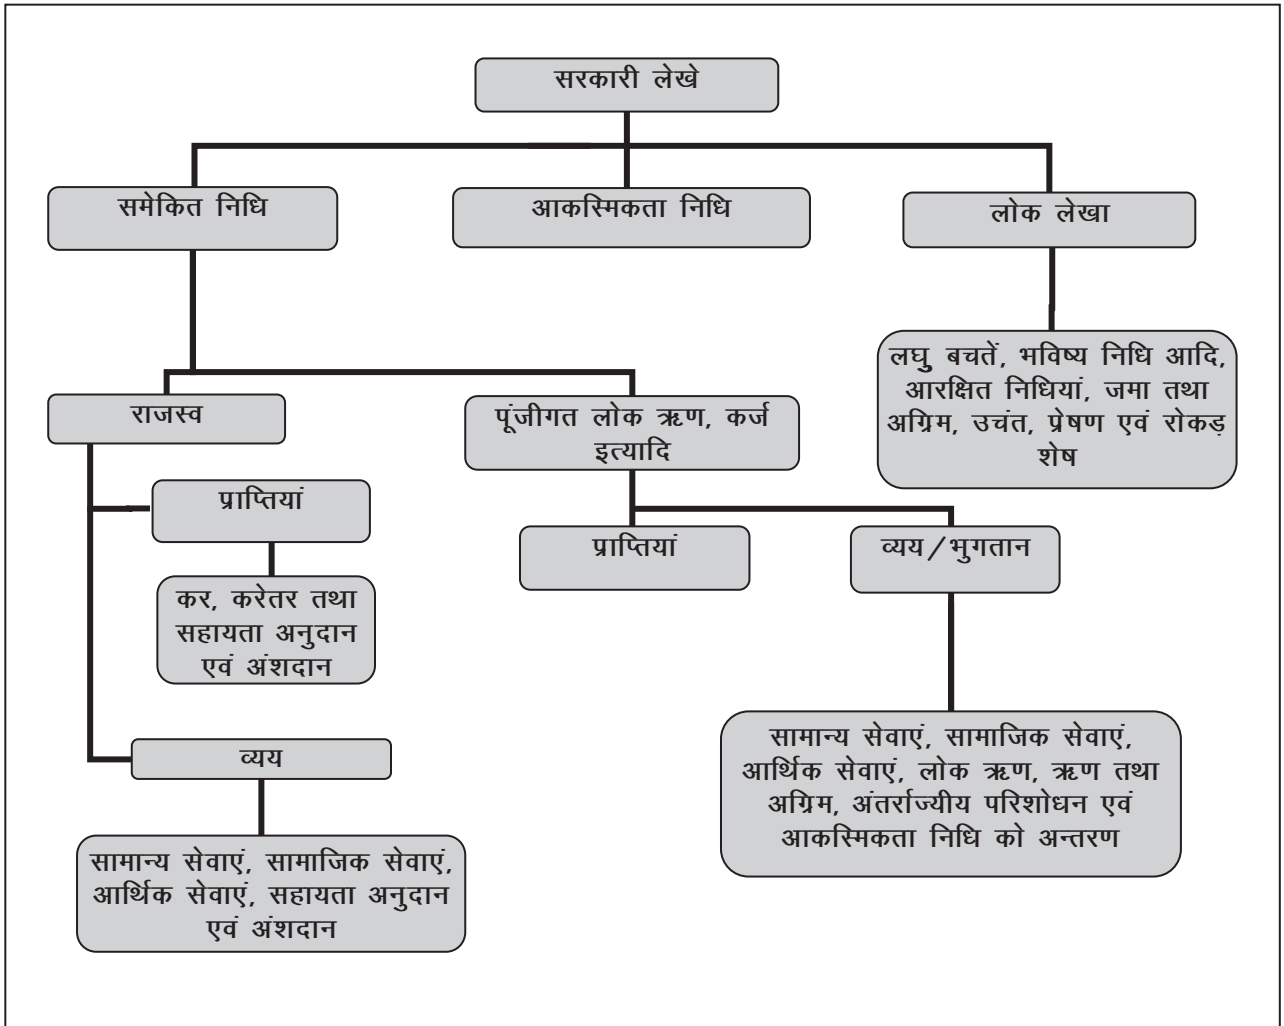 सरकारी लेखे
समेकित निधि
आकस्मिकता निधि
लोक लेखा
लघु बचतें, भविष्य निधि आदि,
आरक्षित निधियां, जमा तथा
अग्रिम, उचंत, प्रेषण एवं रोकड़
शेष
राजस्व
पूंजीगत लोक ऋण, कर्ज
इत्यादि
प्राप्तियां
प्राप्तियां
व्यय/भुगतान
कर, करेतर तथा
सहायता अनुदान
एवं अंशदान
व्यय
सामान्य सेवाएं, सामाजिक सेवाएं,
आर्थिक सेवाएं, लोक ऋण, ऋण तथा
अग्रिम, अंतर्राज्यीय परिशोधन एवं
आकस्मिकता निधि को अन्तरण
सामान्य सेवाएं, सामाजिक सेवाएं,
आर्थिक सेवाएं, सहायता अनुदान
एवं अंशदान